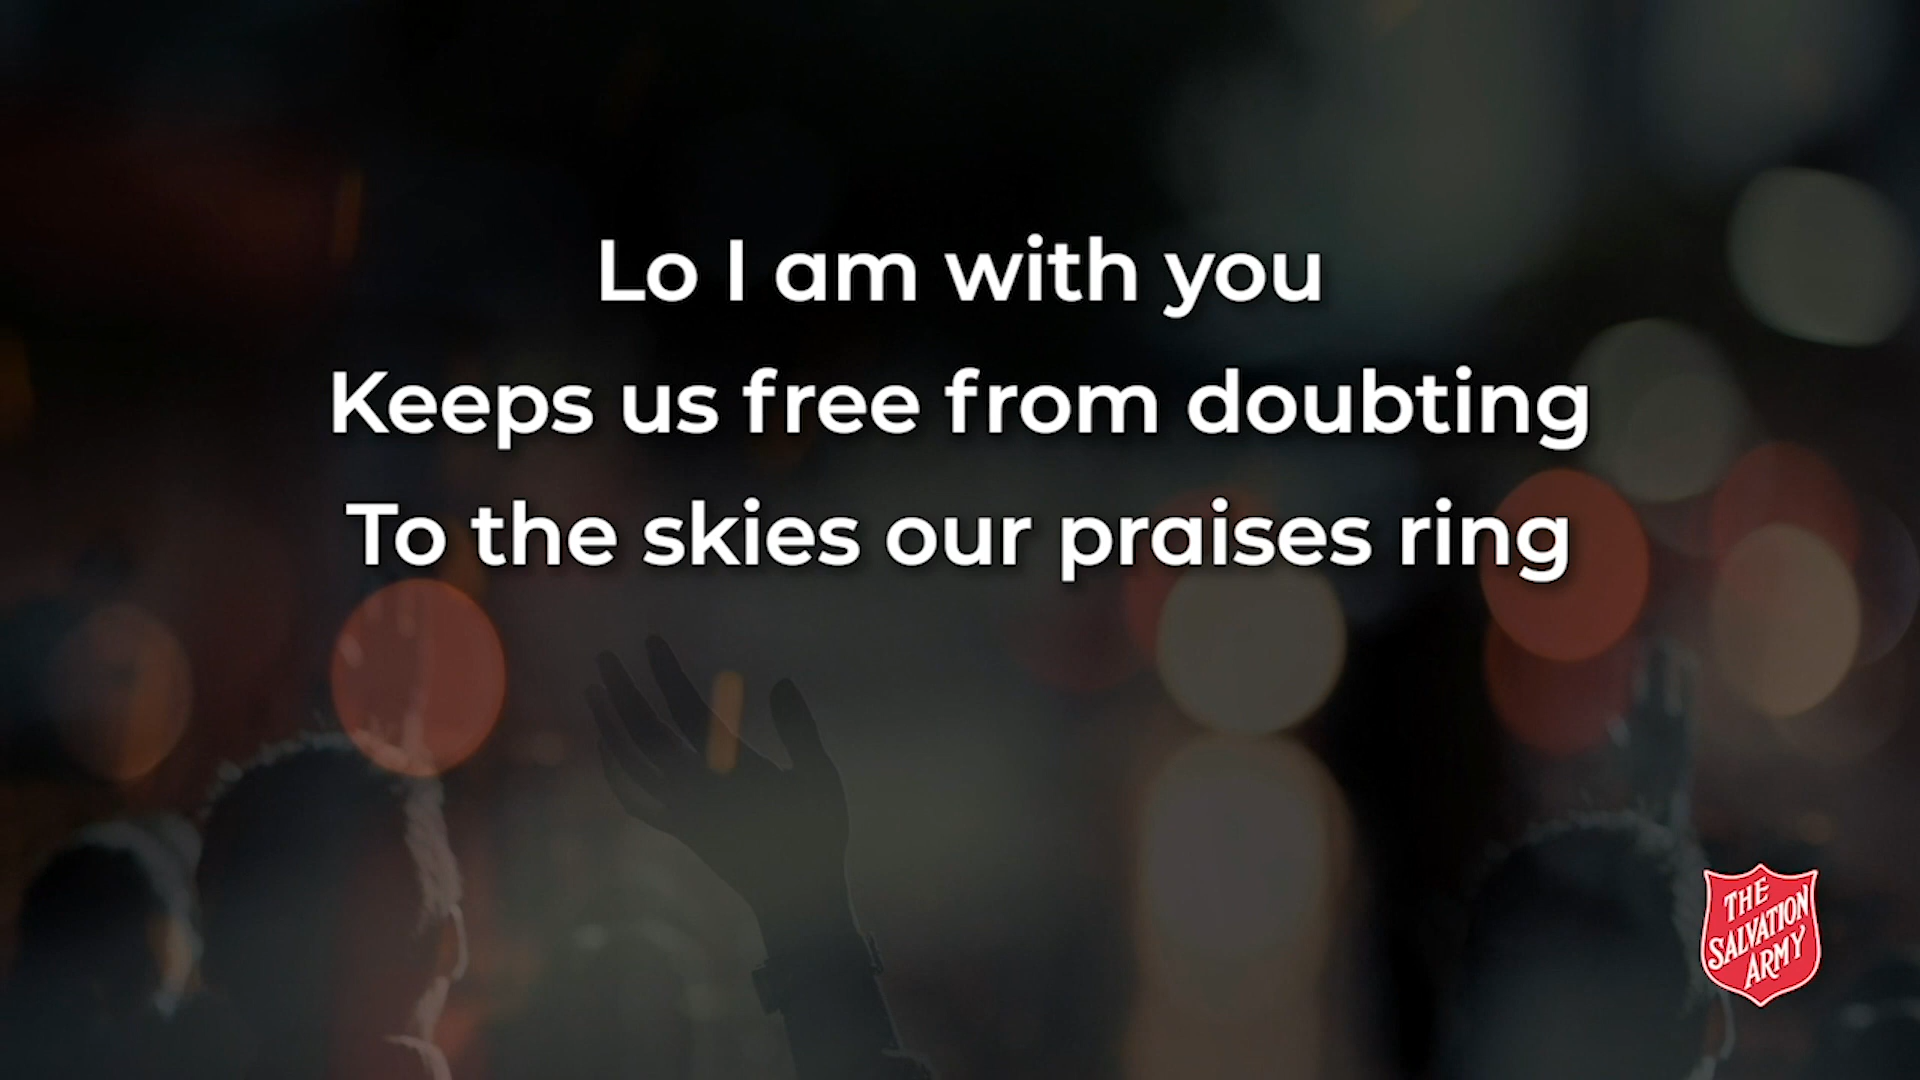 Lo I am with you
Keeps us free from doubting
To the skies our praises ring
THE
SALVATION
ARMY